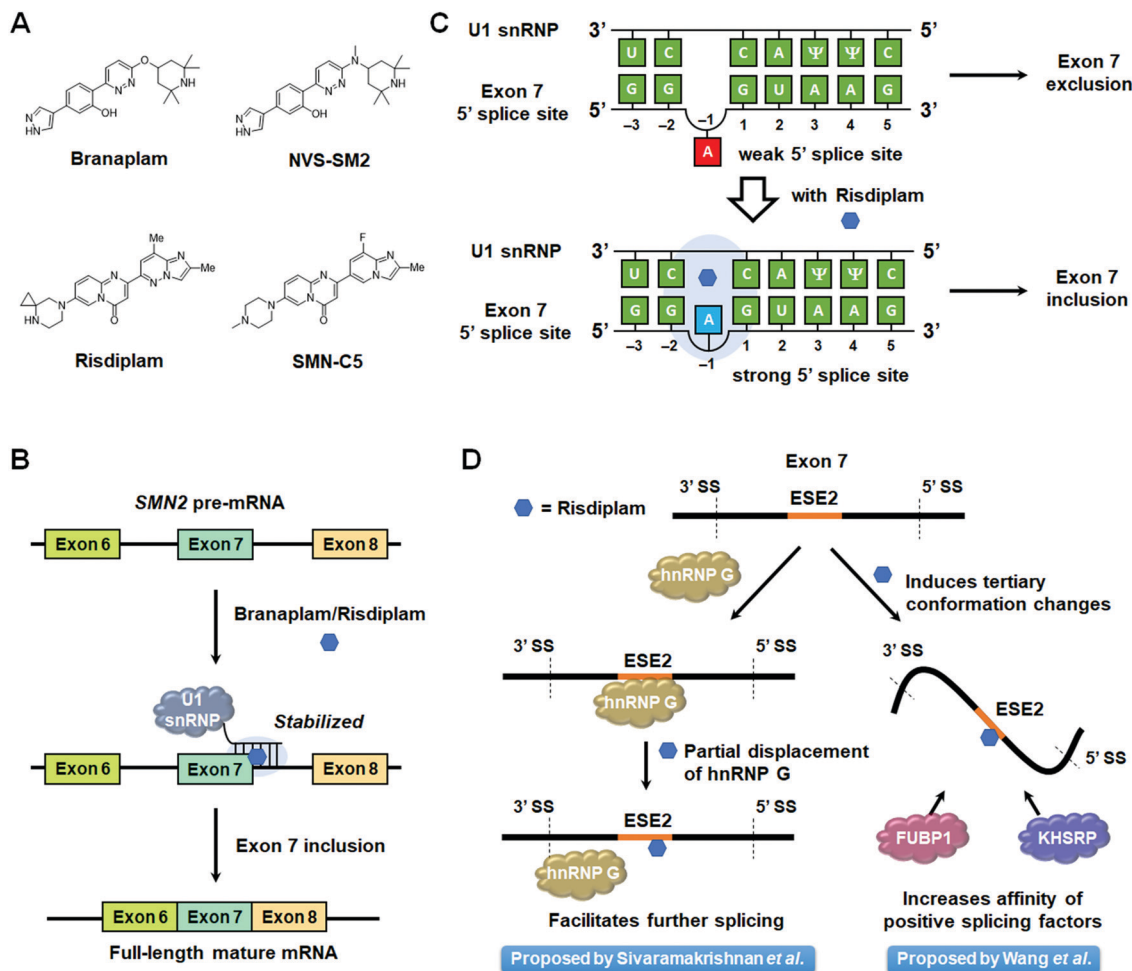 A
O
N
N
NH
OH
HN
N
Branaplam
N
N
N
NH
OH
HN
N
NVS-SM2
Me
N
N
N
N
Me
N
N
HN
O
Risdiplam
F
N
N
N
N
Me
N
N
O
SMN-C5
B
SMN2 pre-mRNA
Exon 6
Exon 7
Exon 8
Branaplam/Risdiplam
U1
snRNP
Stabilized
Exon 6
Exon 7
Exon 8
Exon 7 inclusion
Exon 6
Exon 7
Exon 8
Full-length mature mRNA
C
U1 snRNP
3’
5’
U C C A Ψ Ψ C
Exon 7
5’ splice site
G G G U A A G
5’
3’
–3 –2 –1 1 2 3 4 5
A
weak 5’ splice site
Exon 7
exclusion
with Risdiplam
U1 snRNP
3’
5’
U C C A Ψ Ψ C
Exon 7
5’ splice site
G G A G U A A G
5’
3’
–3 –2 –1 1 2 3 4 5
strong 5’ splice site
Exon 7
inclusion
D
Exon 7
= Risdiplam
3’ SS
ESE2
5’ SS
hnRNP G
Induces tertiary
conformation changes
3’ SS
ESE2
5’ SS
hnRNP G
Partial displacement
of hnRNP G
3’ SS
ESE2
5’ SS
hnRNP G
Facilitates further splicing
Proposed by Sivaramakrishnan et al.
3’ SS
ESE2
5’ SS
FUBP1
KHSRP
Increases affinity of
positive splicing factors
Proposed by Wang et al.